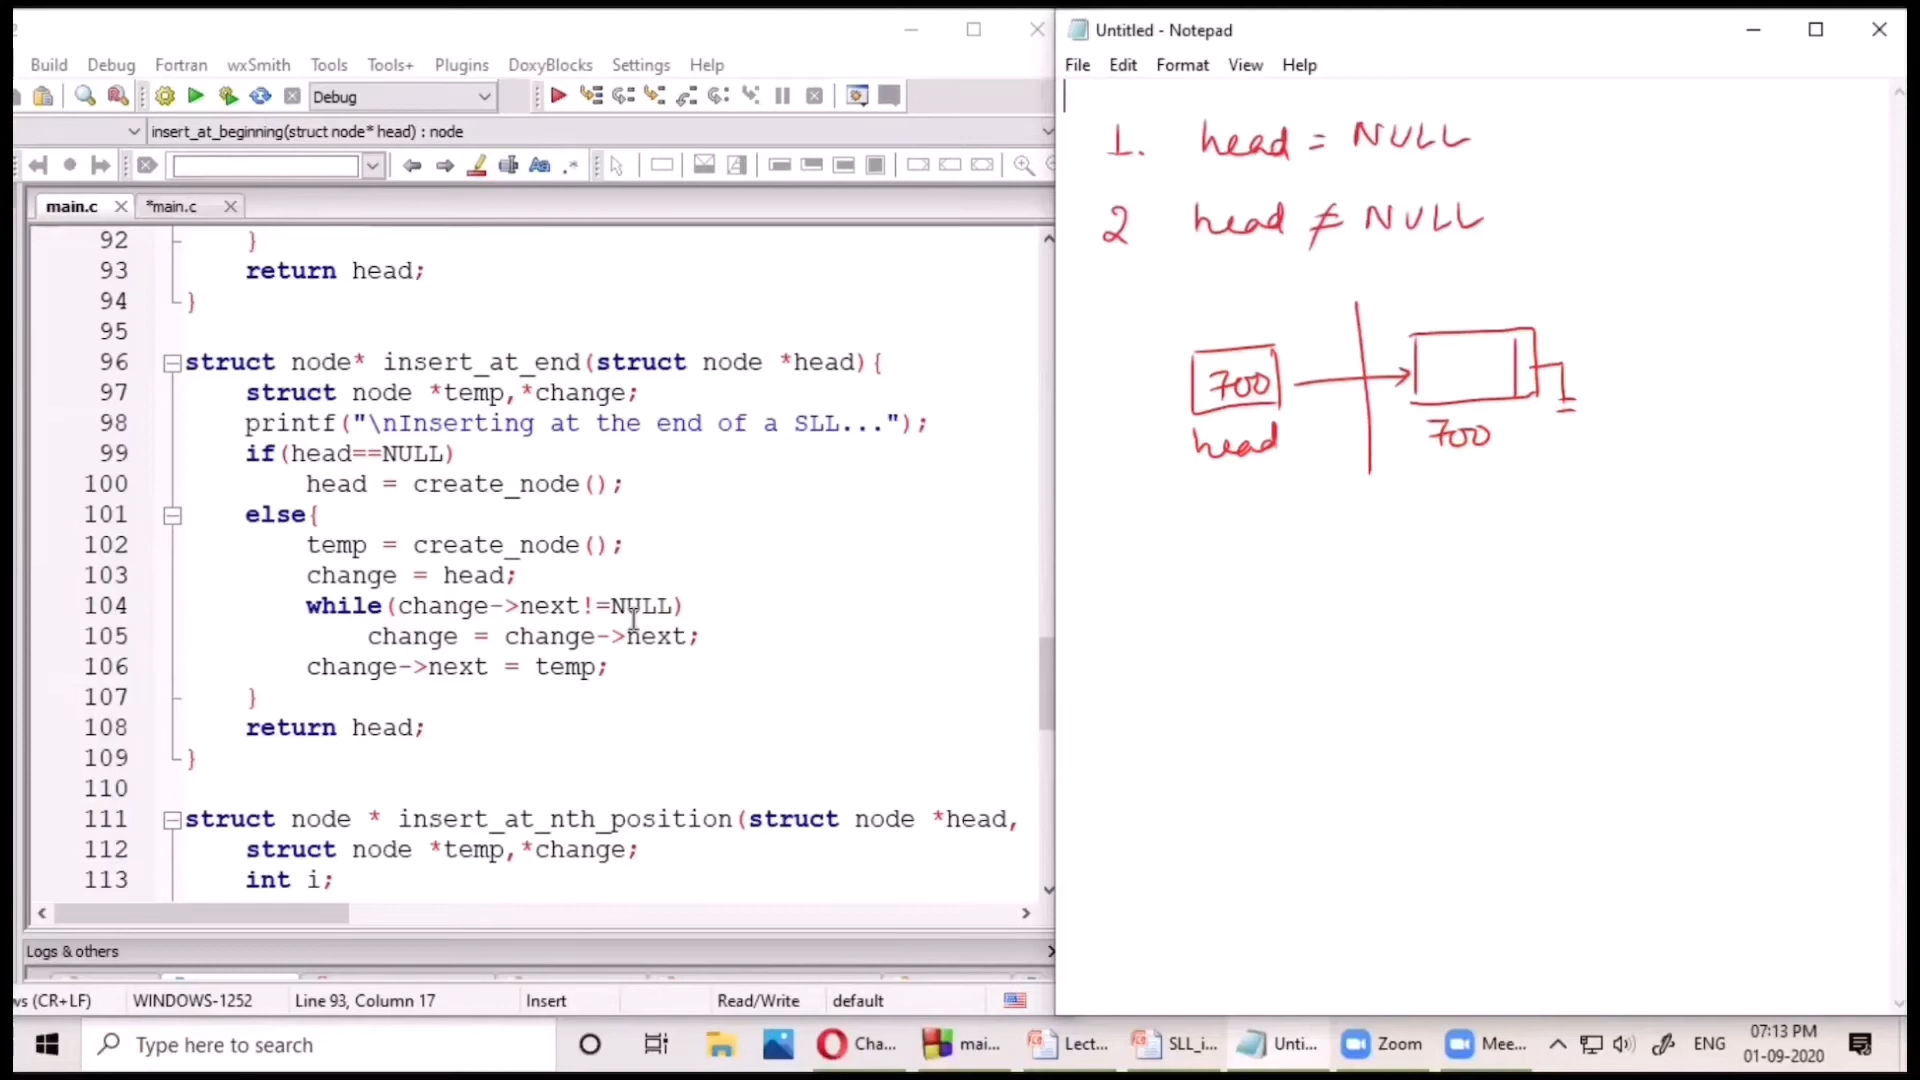 Build Debug Fortran wxSmith Tools Tools+ Plugins DoxyBlocks Settings Help
Debug
insert_at_beginning(struct node* head) : node
main.c *main.c
92 }
93 return head;
94 }
95
96 struct node* insert_at_end(struct node *head){
97 struct node *temp,*change;
98 printf("\nInserting at the end of a SLL...");
99 if(head==NULL)
100 head = create_node();
101 else{
102 temp = create_node();
103 change = head;
104 while(change->next!=NULL)
105 change = change->next;
106 change->next = temp;
107 }
108 return head;
109 }
110
111 struct node * insert_at_nth_position(struct node *head,
112 struct node *temp,*change;
113 int i;
Logs & others
ws (CR+LF) WINDOWS-1252 Line 93, Column 17 Insert Read/Write default
Untitled - Notepad
File Edit Format View Help
1. head = NULL
2 head ≠ NULL
700
head 700
Type here to search
Cha... mai... Lect... SLL_i... Unti... Zoom Mee... ENG
07:13 PM
01-09-2020